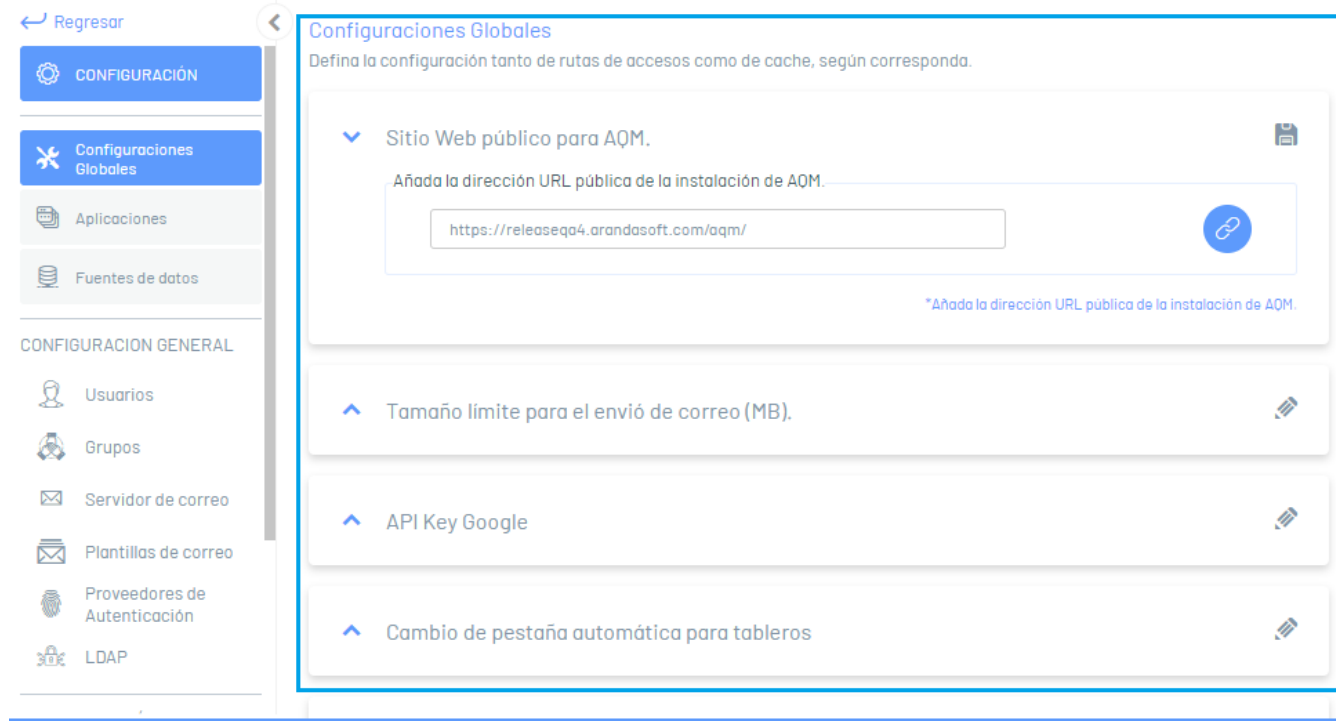 Regresar
CONFIGURACIÓN
Configuraciones
Globales
Aplicaciones
Fuentes de datos
CONFIGURACION GENERAL
Usuarios
Grupos
Servidor de correo
Plantillas de correo
Proveedores de
Autenticación
LDAP
Configuraciones Globales
Defina la configuración tanto de rutas de accesos como de cache, según corresponda.
Sitio Web público para AQM.
Añada la dirección URL pública de la instalación de AQM.
https://releaseqa4.arandasoft.com/aqm/
*Añada la dirección URL pública de la instalación de AQM.
Tamaño límite para el envió de correo (MB).
API Key Google
Cambio de pestaña automática para tableros